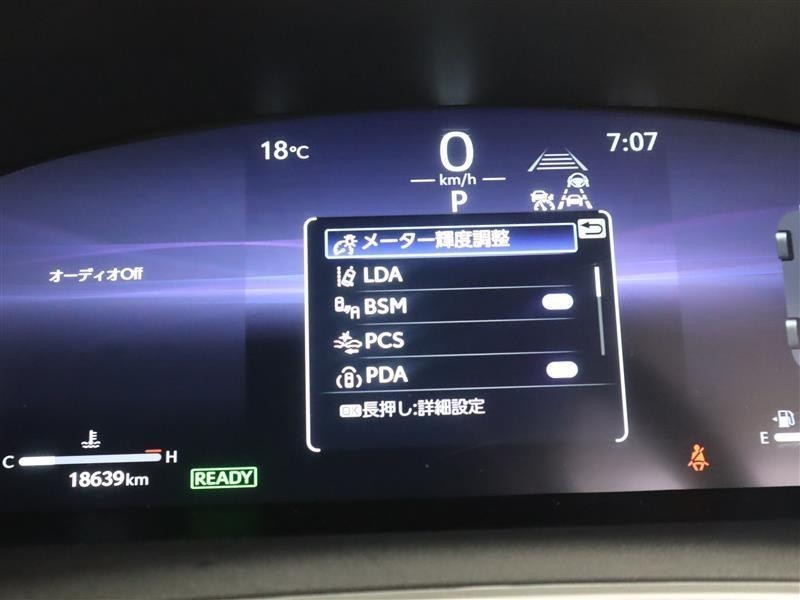 18℃
0
km/h
P
7:07
メーター輝度調整
オーディオOff
LDA
BSM
PCS
PDA
OK長押し:詳細設定
C
H
18639km
READY
E